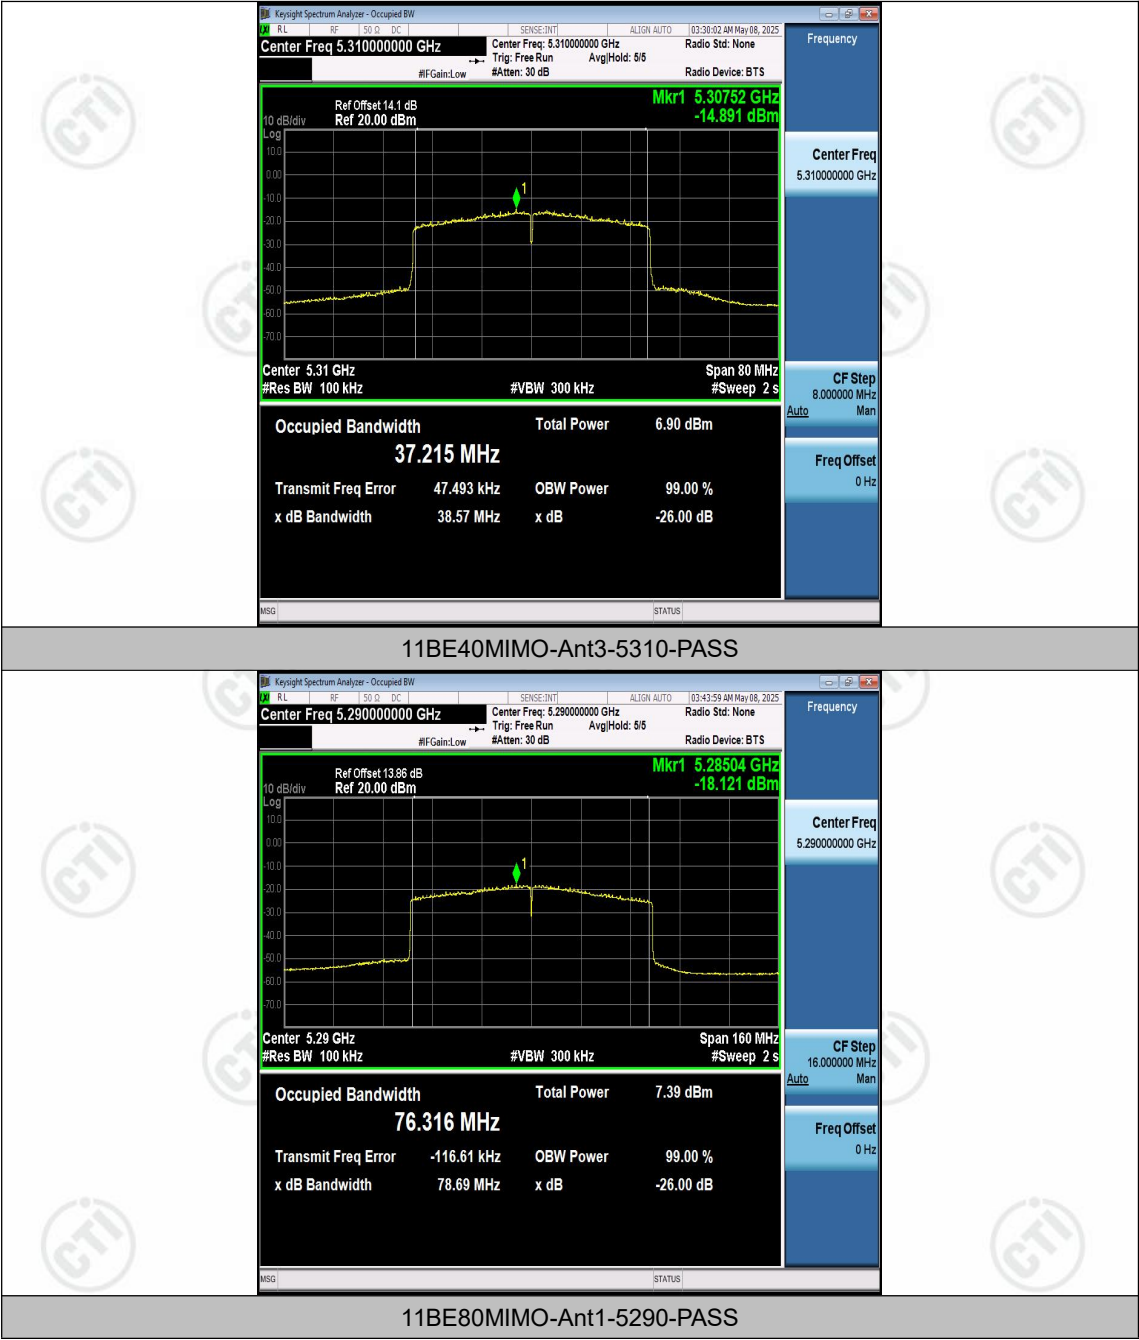 Keysight Spectrum Analyzer - Occupied BW
RL RF 50 Ω DC SENSE:INT ALIGN AUTO 03:30:02 AM May 08, 2025
Center Freq 5.310000000 GHz
Center Freq: 5.310000000 GHz
Radio Std: None
Trig: Free Run Avg|Hold: 5/5
#IFGain:Low
#Atten: 30 dB
Radio Device: BTS
Frequency
Mkr1 5.30752 GHz
-14.891 dBm
Ref Offset 14.1 dB
10 dB/div Ref 20.00 dBm
Log
10.0
0.00
-10.0
-20.0
-30.0
-40.0
-50.0
-60.0
-70.0
1
Center 5.31 GHz
Span 80 MHz
#Res BW 100 kHz
#VBW 300 kHz
#Sweep 2 s
Center Freq
5.310000000 GHz
CF Step
8.000000 MHz
Auto Man
Freq Offset
0 Hz
Occupied Bandwidth
Total Power 6.90 dBm
37.215 MHz
Transmit Freq Error 47.493 kHz OBW Power 99.00 %
x dB Bandwidth 38.57 MHz x dB -26.00 dB
MSG STATUS
11BE40MIMO-Ant3-5310-PASS
Keysight Spectrum Analyzer - Occupied BW
RL RF 50 Ω DC SENSE:INT ALIGN AUTO 03:43:59 AM May 08, 2025
Center Freq 5.290000000 GHz
Center Freq: 5.290000000 GHz
Radio Std: None
Trig: Free Run Avg|Hold: 5/5
#IFGain:Low
#Atten: 30 dB
Radio Device: BTS
Frequency
Mkr1 5.28504 GHz
-18.121 dBm
Ref Offset 13.86 dB
10 dB/div Ref 20.00 dBm
Log
10.0
0.00
-10.0
-20.0
-30.0
-40.0
-50.0
-60.0
-70.0
1
Center 5.29 GHz
Span 160 MHz
#Res BW 100 kHz
#VBW 300 kHz
#Sweep 2 s
Center Freq
5.290000000 GHz
CF Step
16.000000 MHz
Auto Man
Freq Offset
0 Hz
Occupied Bandwidth
Total Power 7.39 dBm
76.316 MHz
Transmit Freq Error -116.61 kHz OBW Power 99.00 %
x dB Bandwidth 78.69 MHz x dB -26.00 dB
MSG STATUS
11BE80MIMO-Ant1-5290-PASS
CTI
CTI
CTI
CTI
CTI
CTI
CTI
CTI
CTI
CTI